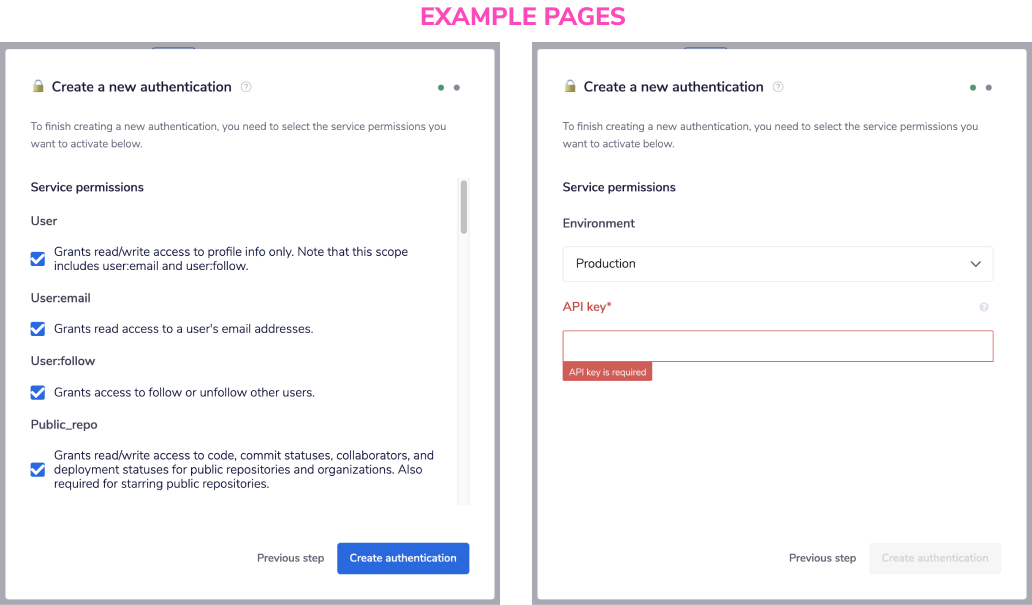 EXAMPLE PAGES
Create a new authentication ?
To finish creating a new authentication, you need to select the service permissions you
want to activate below.
Service permissions
User
Grants read/write access to profile info only. Note that this scope
includes user:email and user:follow.
User:email
Grants read access to a user's email addresses.
User:follow
Grants access to follow or unfollow other users.
Public_repo
Grants read/write access to code, commit statuses, collaborators, and
deployment statuses for public repositories and organizations. Also
required for starring public repositories.
Previous step
Create authentication
Create a new authentication ?
To finish creating a new authentication, you need to select the service permissions you
want to activate below.
Service permissions
Environment
Production
API key* ?
API key is required
Previous step
Create authentication